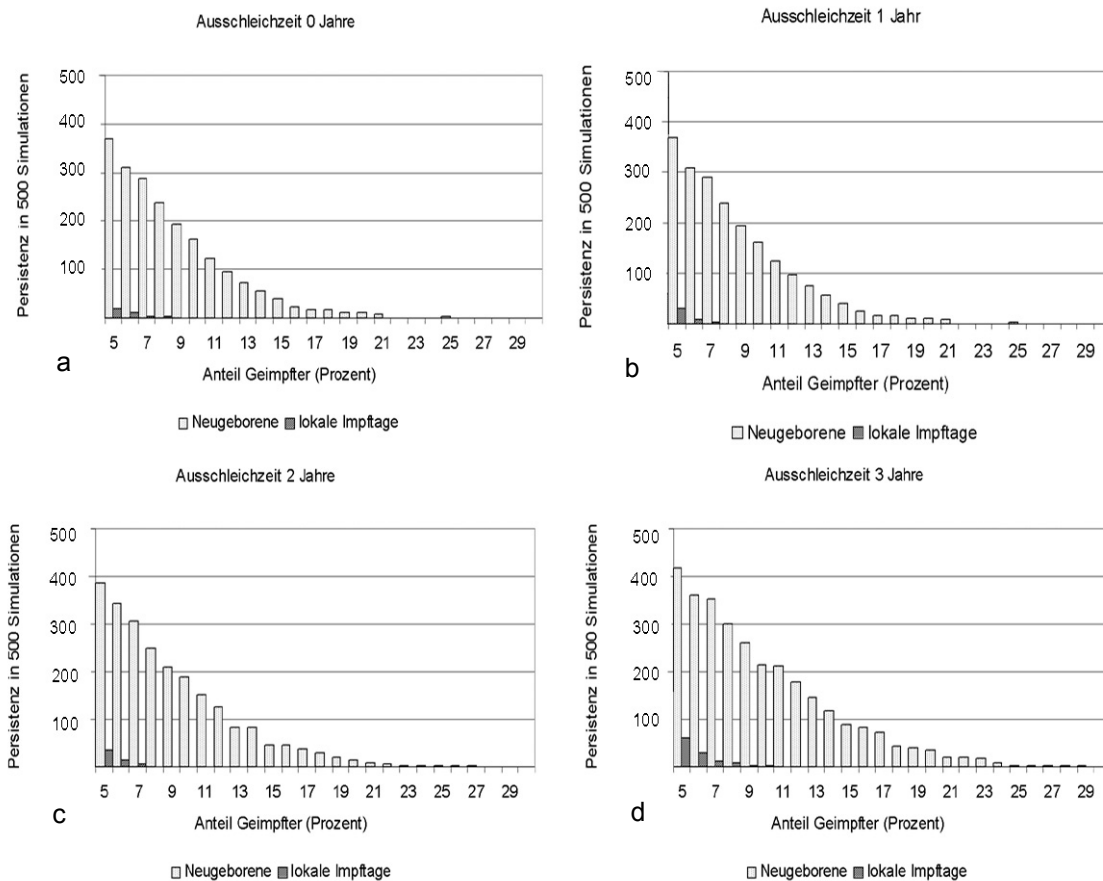 Ausschleichzeit 0 Jahre
Persistenz in 500 Simulationen
500
400
300
200
100
5 7 9 11 13 15 17 19 21 23 25 27 29
a
Anteil Geimpfter (Prozent)
Neugeborene lokale Impftage
Ausschleichzeit 1 Jahr
Persistenz in 500 Simulationen
500
400
300
200
100
5 7 9 11 13 15 17 19 21 23 25 27 29
b
Anteil Geimpfter (Prozent)
Neugeborene lokale Impftage
Ausschleichzeit 2 Jahre
Persistenz in 500 Simulationen
500
400
300
200
100
5 7 9 11 13 15 17 19 21 23 25 27 29
c
Anteil Geimpfter (Prozent)
Neugeborene lokale Impftage
Ausschleichzeit 3 Jahre
Persistenz in 500 Simulationen
500
400
300
200
100
5 7 9 11 13 15 17 19 21 23 25 27 29
d
Anteil Geimpfter (Prozent)
Neugeborene lokale Impftage